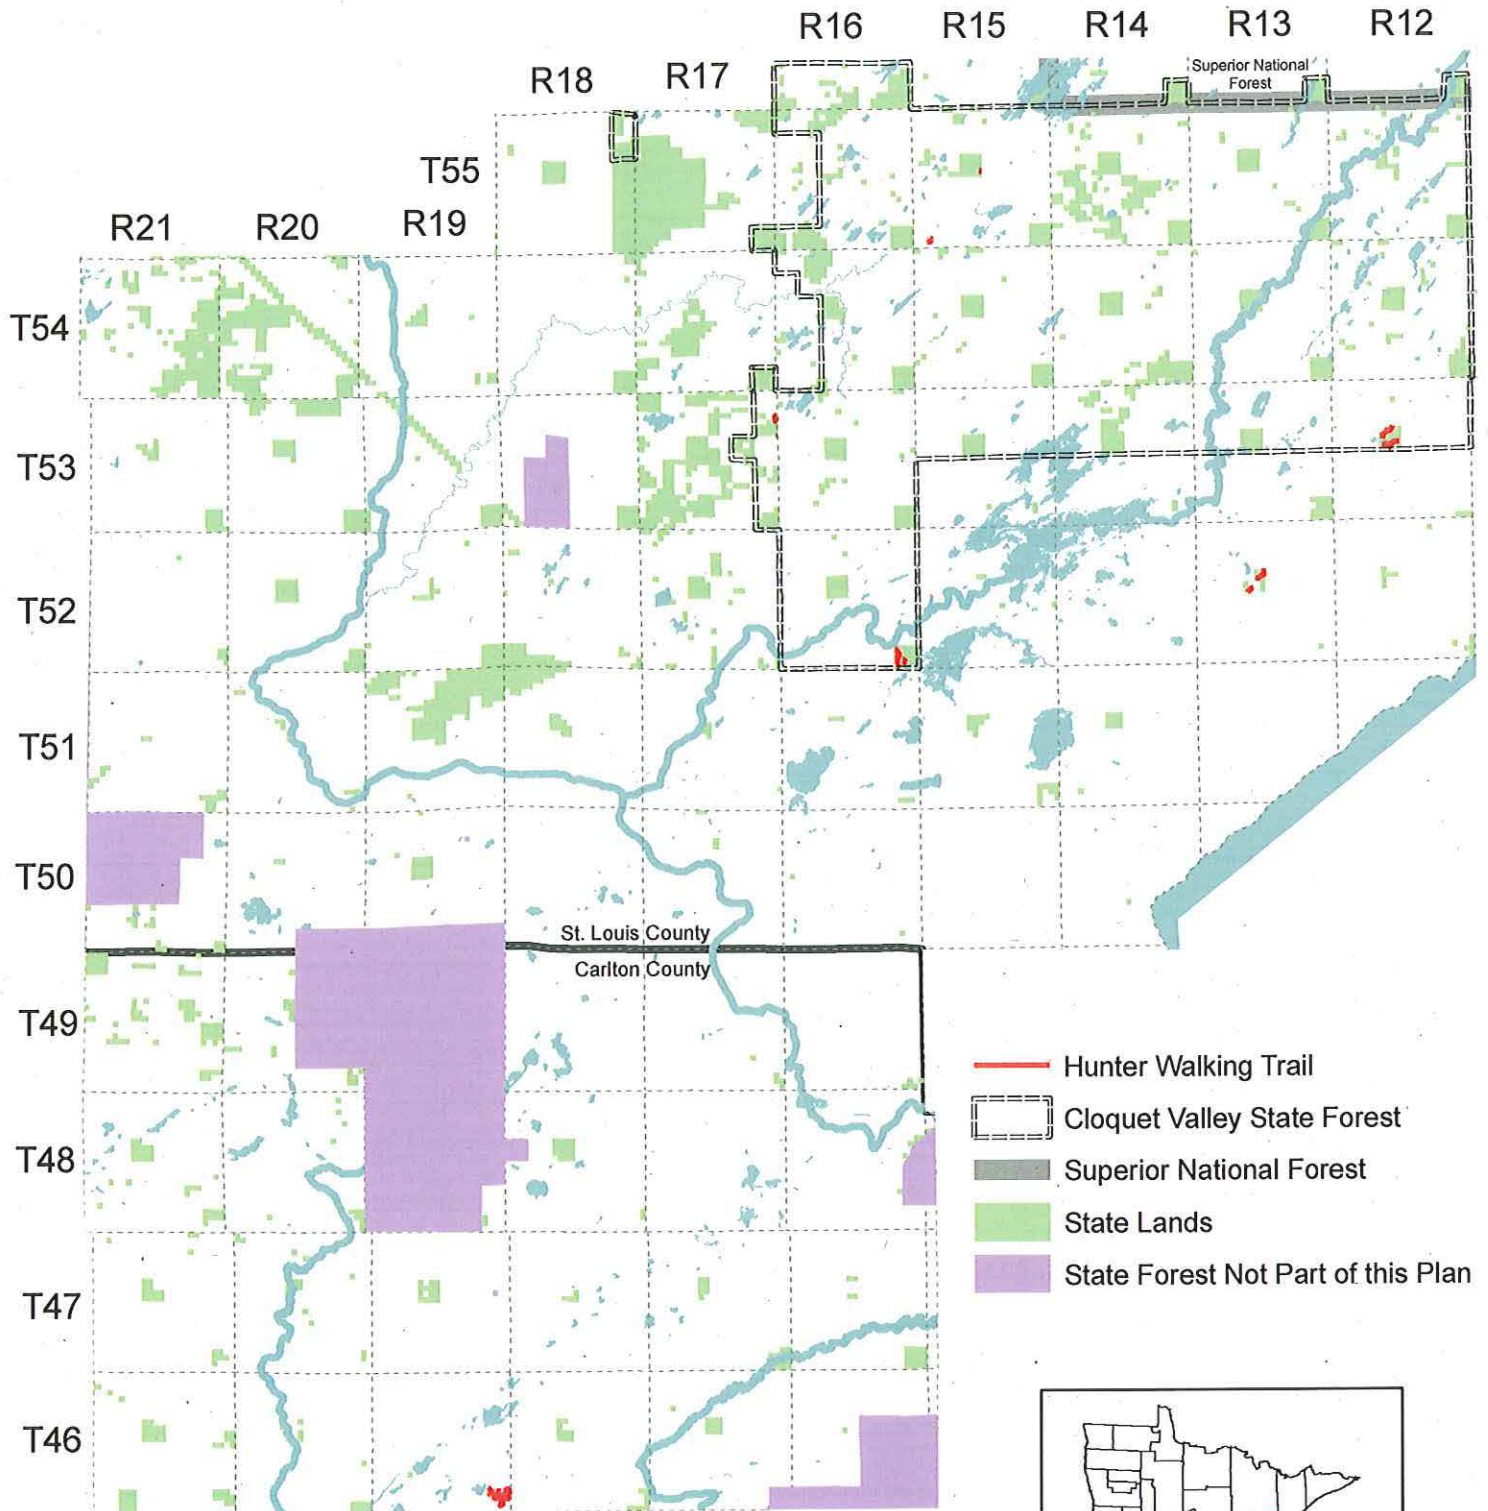 R16
R15
R14
R13
R12
R18
R17
Superior National
Forest
T55
R21
R20
R19
T54
T53
T52
T51
T50
St. Louis County
Carlton County
T49
T48
T47
T46
Hunter Walking Trail
Cloquet Valley State Forest
Superior National Forest
State Lands
State Forest Not Part of this Plan